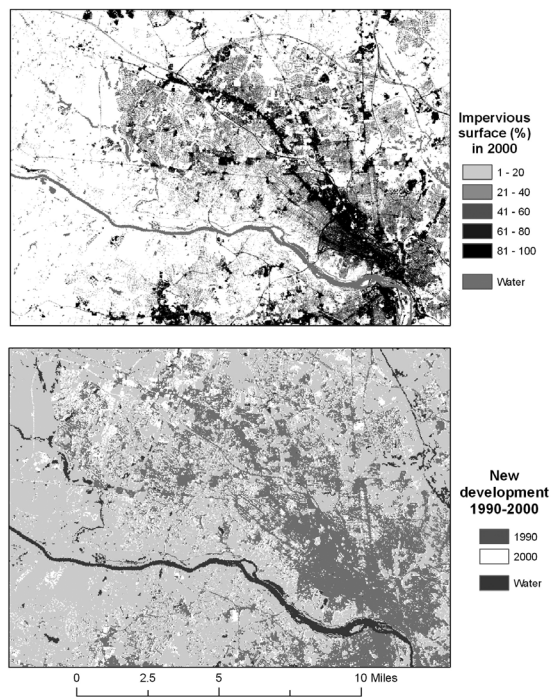 Impervious
surface (%)
in 2000
1 - 20
21 - 40
41 - 60
61 - 80
81 - 100
Water
New
development
1990-2000
1990
2000
Water
0 2.5 5 10 Miles